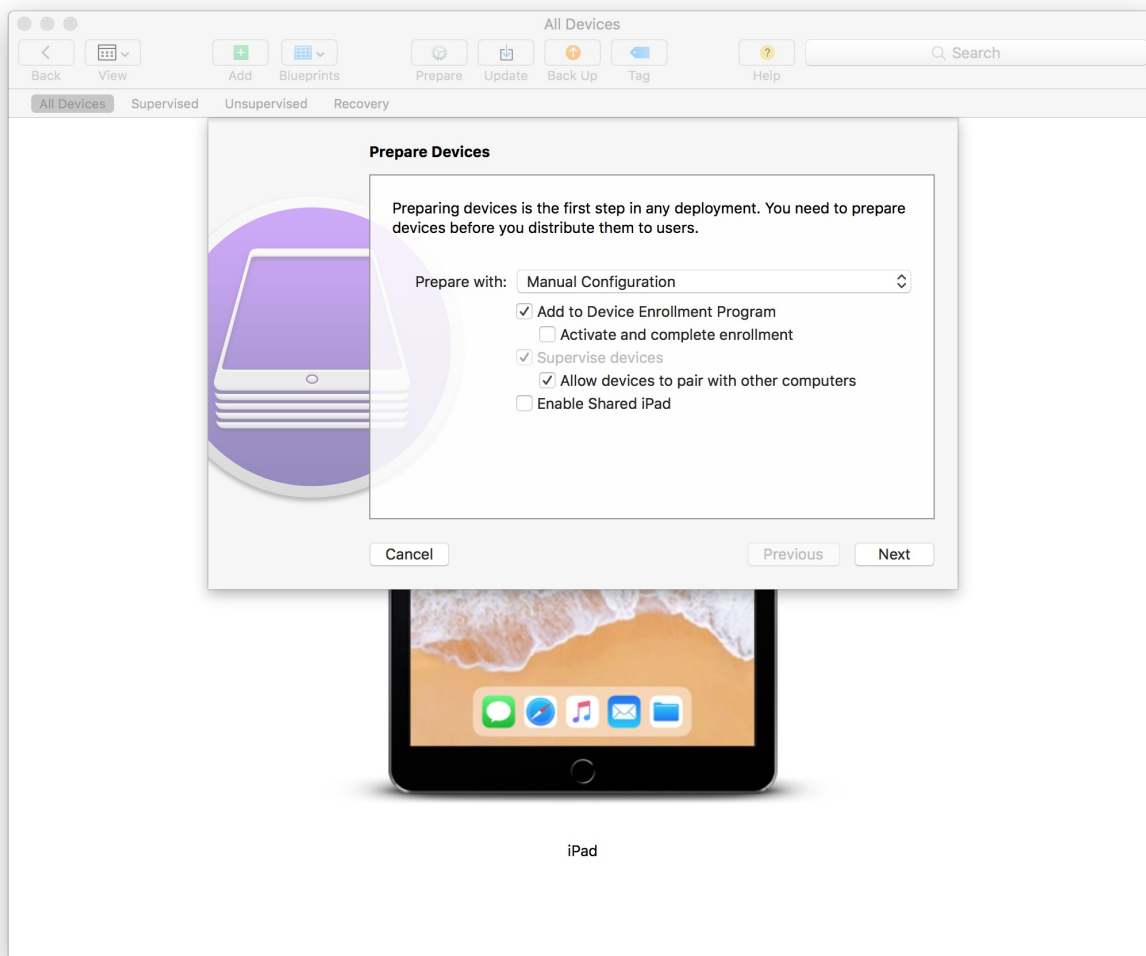 All Devices
Search
Back View Add Blueprints Prepare Update Back Up Tag ? Help
All Devices Supervised Unsupervised Recovery
Prepare Devices
Preparing devices is the first step in any deployment. You need to prepare
devices before you distribute them to users.
Prepare with: Manual Configuration
Add to Device Enrollment Program
Activate and complete enrollment
Supervise devices
Allow devices to pair with other computers
Enable Shared iPad
Cancel Previous Next
iPad